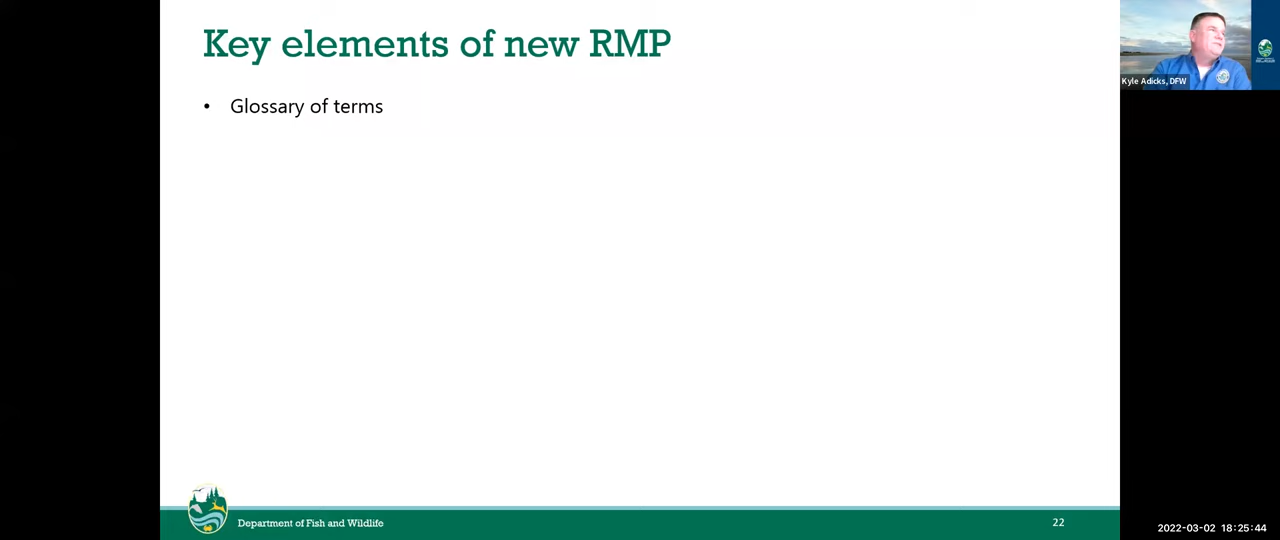 Key elements of new RMP
• Glossary of terms
Kyle Adicks, DFW
Department of Fish and Wildlife
22
2022-03-02 18:25:44